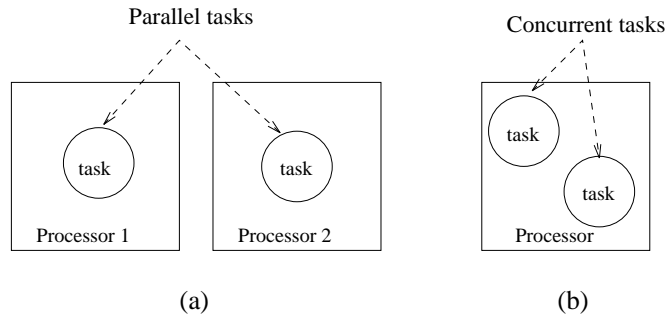 Parallel tasks
Concurrent tasks
task
task
Processor 1
Processor 2
task
task
Processor
(a)
(b)